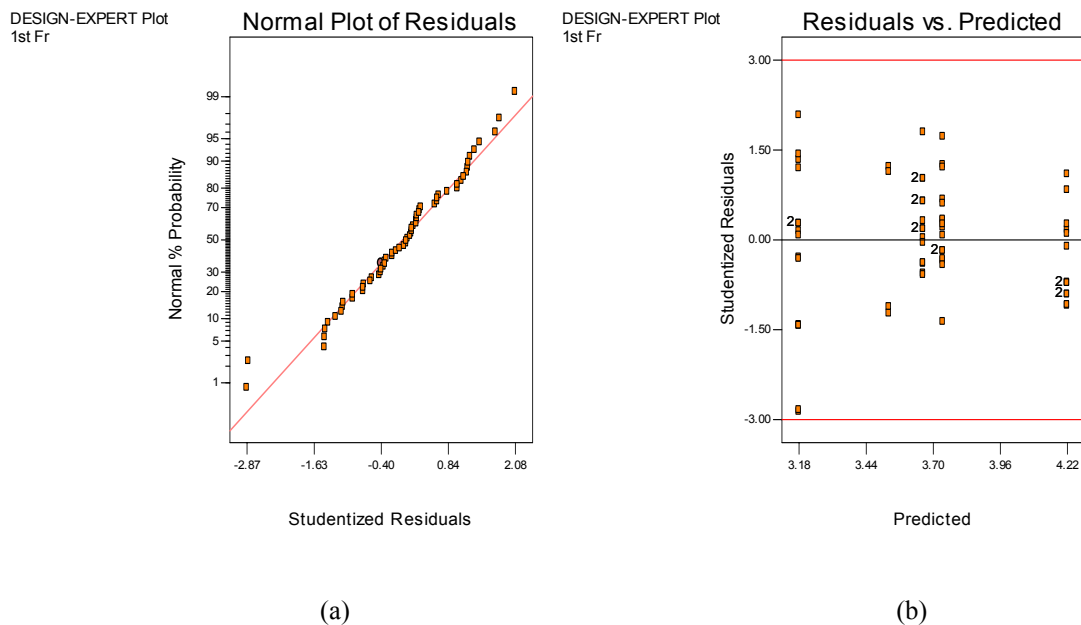 DESIGN-EXPERT Plot
1st Fr
Normal Plot of Residuals
Normal % Probability
99
95
90
80
70
50
30
20
10
5
1
-2.87
-1.63
-0.40
0.84
2.08
Studentized Residuals
(a)
DESIGN-EXPERT Plot
1st Fr
Residuals vs. Predicted
Studentized Residuals
3.00
1.50
0.00
-1.50
-3.00
2
2
2
2
2
2
2
3.18
3.44
3.70
3.96
4.22
Predicted
(b)